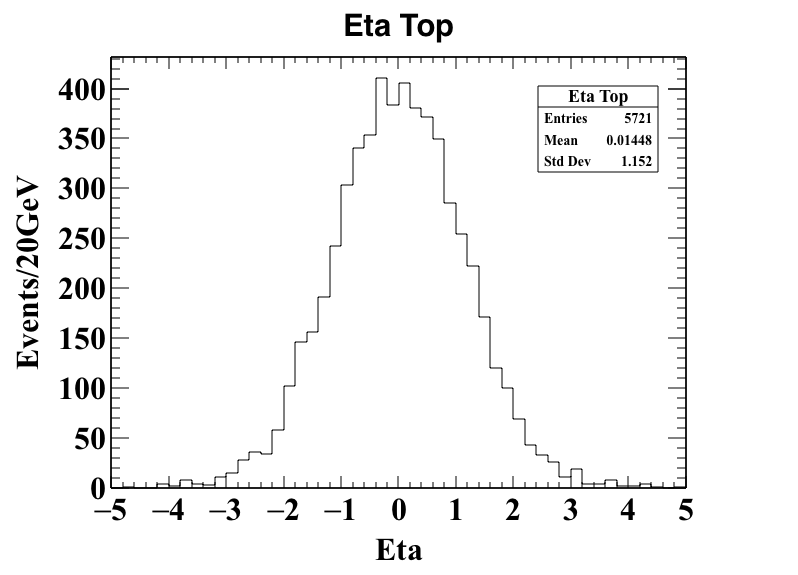 Eta Top
Eta Top
Entries 5721
Mean 0.01448
Std Dev 1.152
Events/20GeV
400
350
300
250
200
150
100
50
0
−5 −4 −3 −2 −1 0 1 2 3 4 5
Eta